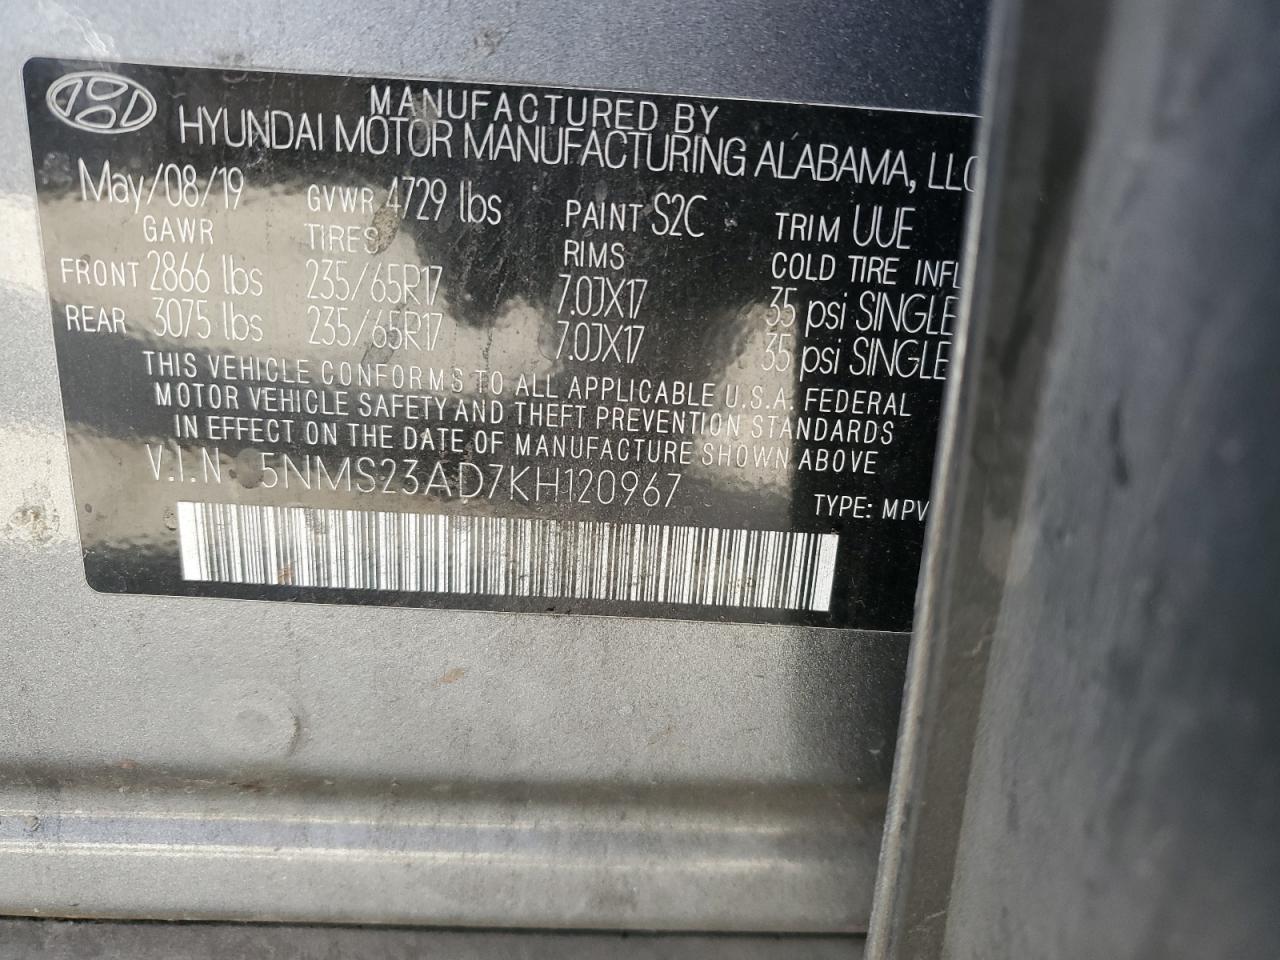 MANUFACTURED BY
HYUNDAI MOTOR MANUFACTURING ALABAMA, LLC
May/08/19 GVWR 4729 lbs PAINT S2C TRIM UUE
GAWR TIRES RIMS COLD TIRE INFL
FRONT 2866 lbs 235/65R17 7.0JX17 35 psi SINGLE
REAR 3075 lbs 235/65R17 7.0JX17 35 psi SINGLE
THIS VEHICLE CONFORMS TO ALL APPLICABLE U.S.A. FEDERAL
MOTOR VEHICLE SAFETY AND THEFT PREVENTION STANDARDS
IN EFFECT ON THE DATE OF MANUFACTURE SHOWN ABOVE
V.I.N 5NMS23AD7KH120967
TYPE: MPV